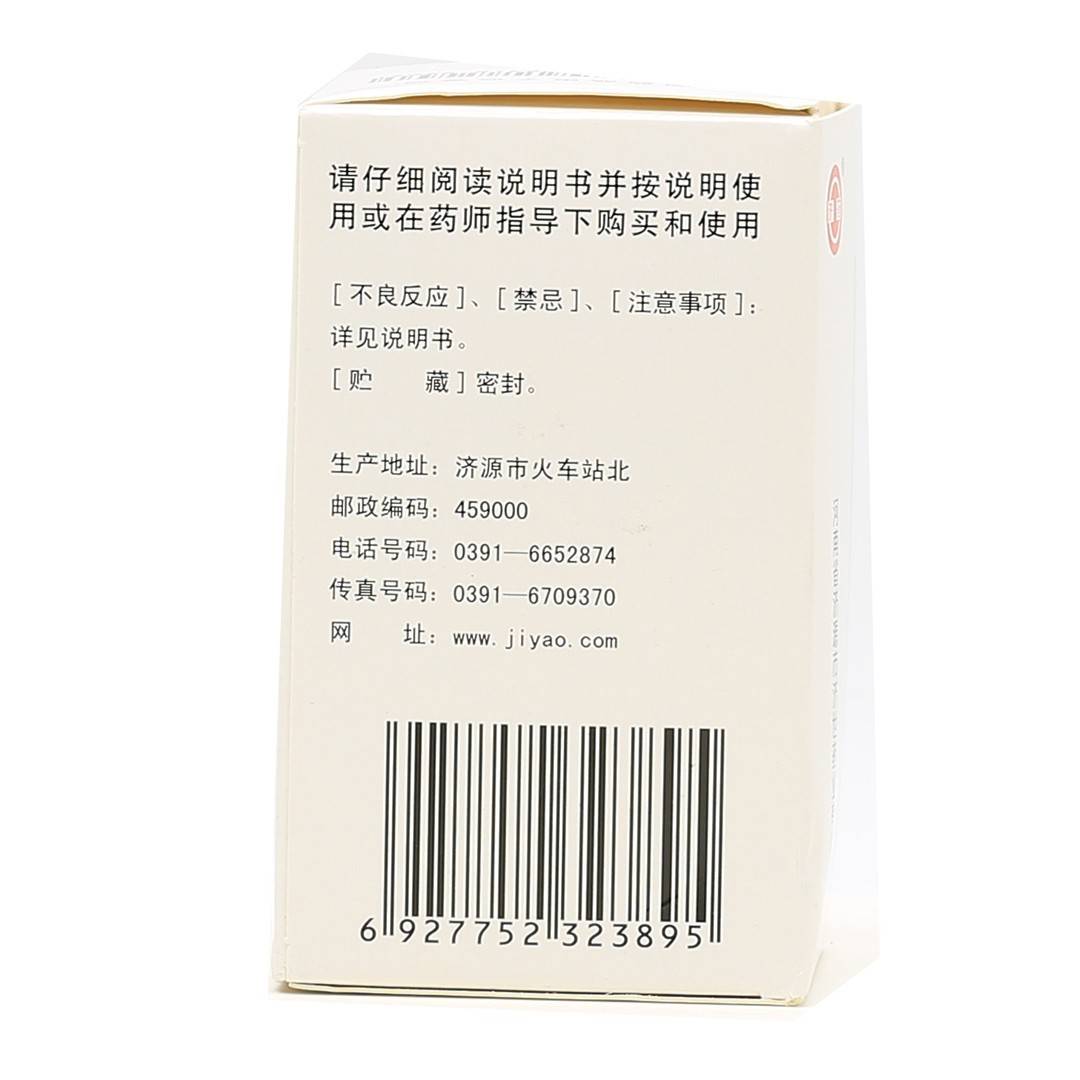 请仔细阅读说明书并按说明使
用或在药师指导下购买和使用
[不良反应]、[禁忌]、[注意事项]：
详见说明书。
[贮　　藏]密封。
生产地址：济源市火车站北
邮政编码：459000
电话号码：0391—6652874
传真号码：0391—6709370
网　　址：www.jiyao.com
6 927752 323895